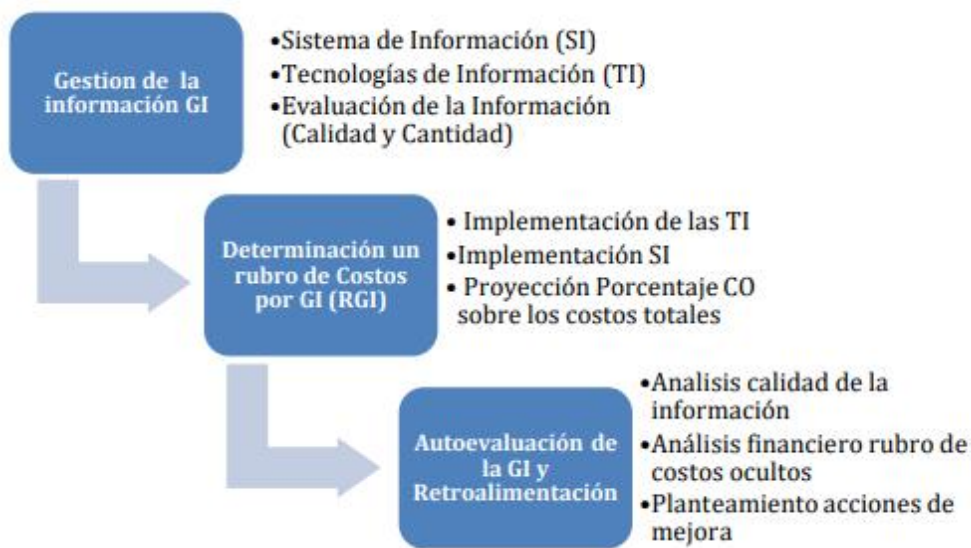 Gestion de la
información GI
•Sistema de Información (SI)
•Tecnologías de Información (TI)
•Evaluación de la Información
(Calidad y Cantidad)
Determinación un
rubro de Costos
por GI (RGI)
• Implementación de las TI
•Implementación SI
• Proyección Porcentaje CO
sobre los costos totales
Autoevaluación de
la GI y
Retroalimentación
•Analisis calidad de la
información
•Análisis financiero rubro de
costos ocultos
•Planteamiento acciones de
mejora